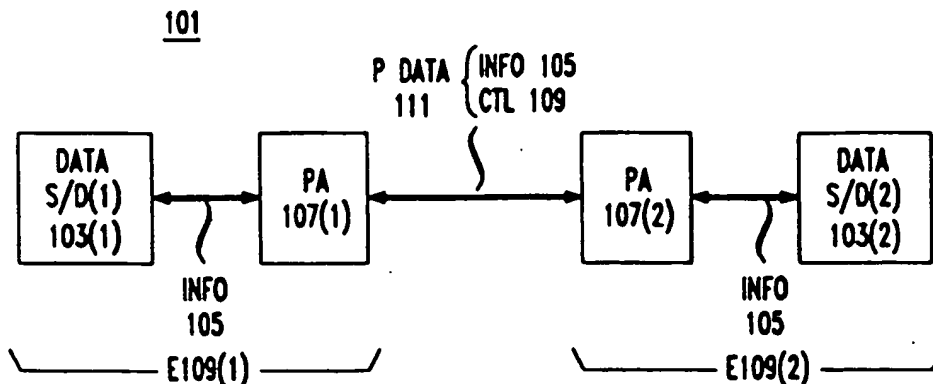 101
P DATA
111
INFO 105
CTL 109
DATA
S/D(1)
103(1)
PA
107(1)
PA
107(2)
DATA
S/D(2)
103(2)
INFO
105
INFO
105
E109(1)
E109(2)